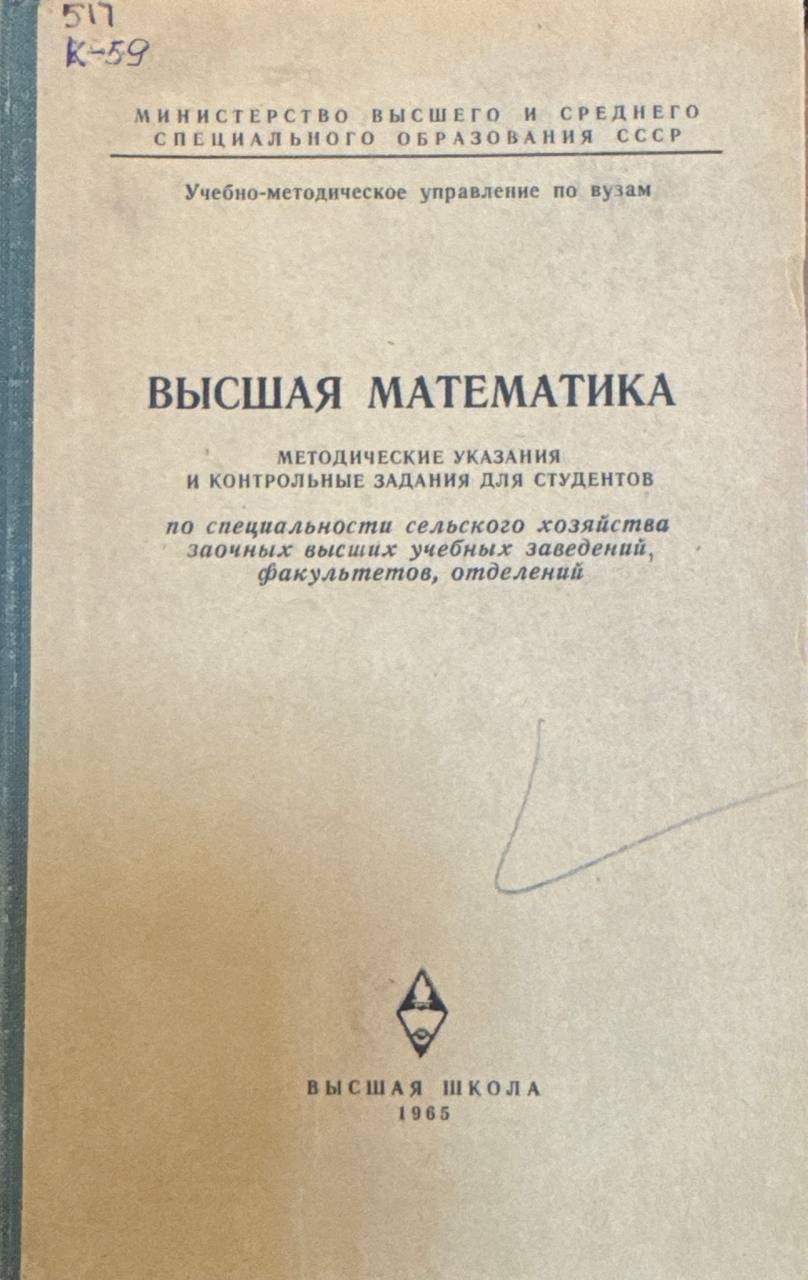 517
К-59
МИНИСТЕРСТВО ВЫСШЕГО И СРЕДНЕГО
СПЕЦИАЛЬНОГО ОБРАЗОВАНИЯ СССР
Учебно-методическое управление по вузам
ВЫСШАЯ МАТЕМАТИКА
МЕТОДИЧЕСКИЕ УКАЗАНИЯ
И КОНТРОЛЬНЫЕ ЗАДАНИЯ ДЛЯ СТУДЕНТОВ
по специальности сельского хозяйства
заочных высших учебных заведений,
факультетов, отделений
ВЫСШАЯ ШКОЛА
1965